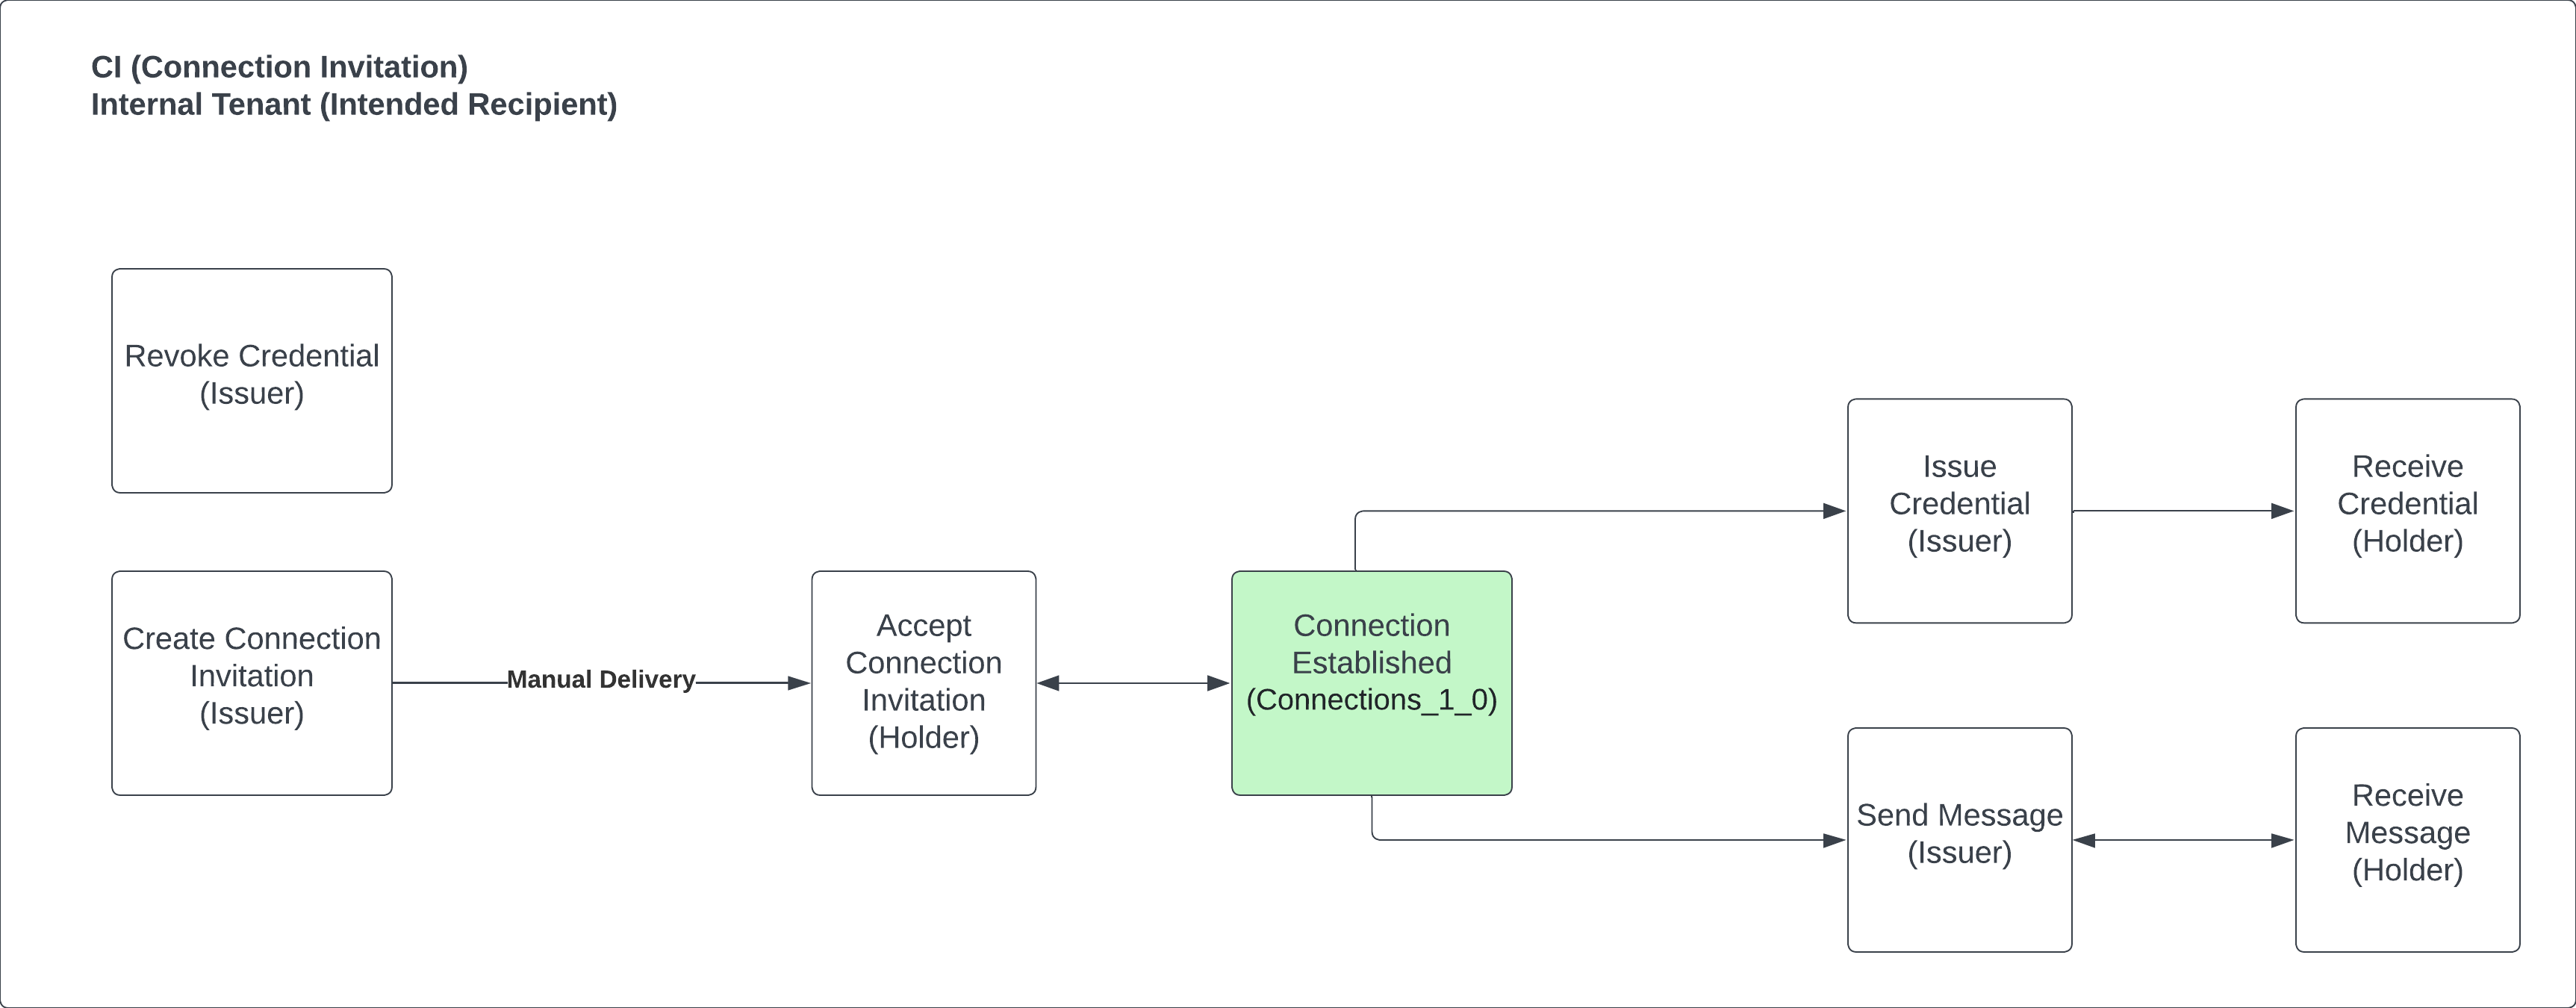 CI (Connection Invitation)
Internal Tenant (Intended Recipient)
Revoke Credential
(Issuer)
Create Connection
Invitation
(Issuer)
Manual Delivery
Accept
Connection
Invitation
(Holder)
Connection
Established
(Connections_1_0)
Issue
Credential
(Issuer)
Receive
Credential
(Holder)
Send Message
(Issuer)
Receive
Message
(Holder)